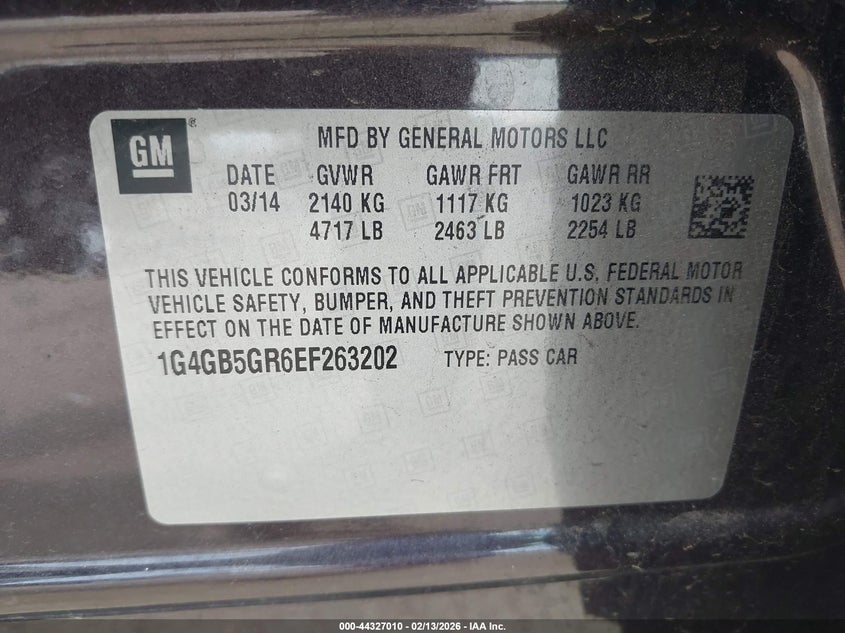 GM ®
MFD BY GENERAL MOTORS LLC
DATE GVWR GAWR FRT GAWR RR
03/14 2140 KG 1117 KG 1023 KG
4717 LB 2463 LB 2254 LB
THIS VEHICLE CONFORMS TO ALL APPLICABLE U.S. FEDERAL MOTOR
VEHICLE SAFETY, BUMPER, AND THEFT PREVENTION STANDARDS IN
EFFECT ON THE DATE OF MANUFACTURE SHOWN ABOVE.
1G4GB5GR6EF263202 TYPE: PASS CAR
000-44327010 - 02/13/2026 - IAA Inc.